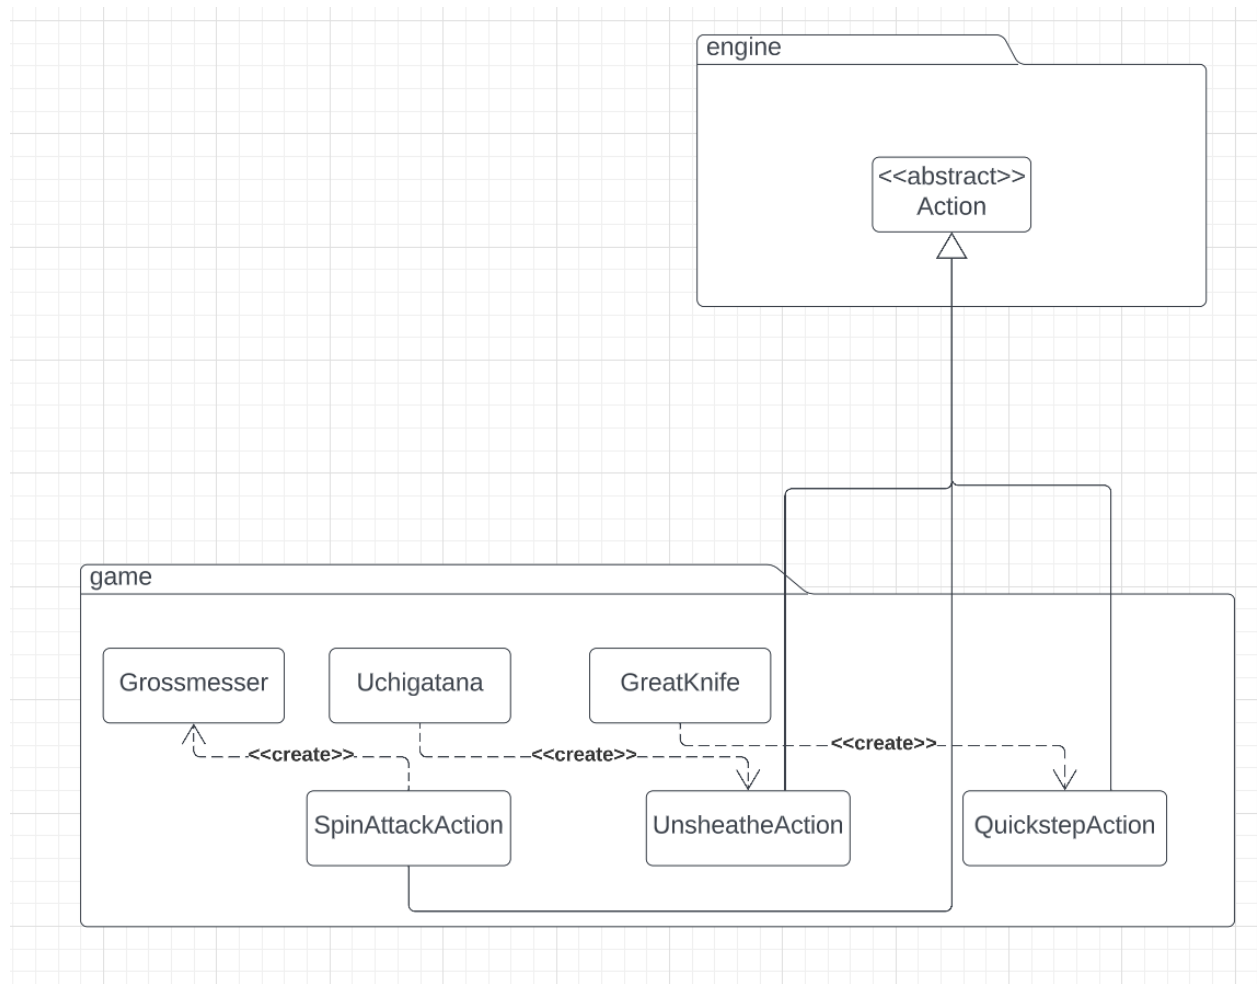 engine
<<abstract>>
Action
game
Grossmesser
Uchigatana
GreatKnife
<<create>>
<<create>>
<<create>>
SpinAttackAction
UnsheatheAction
QuickstepAction